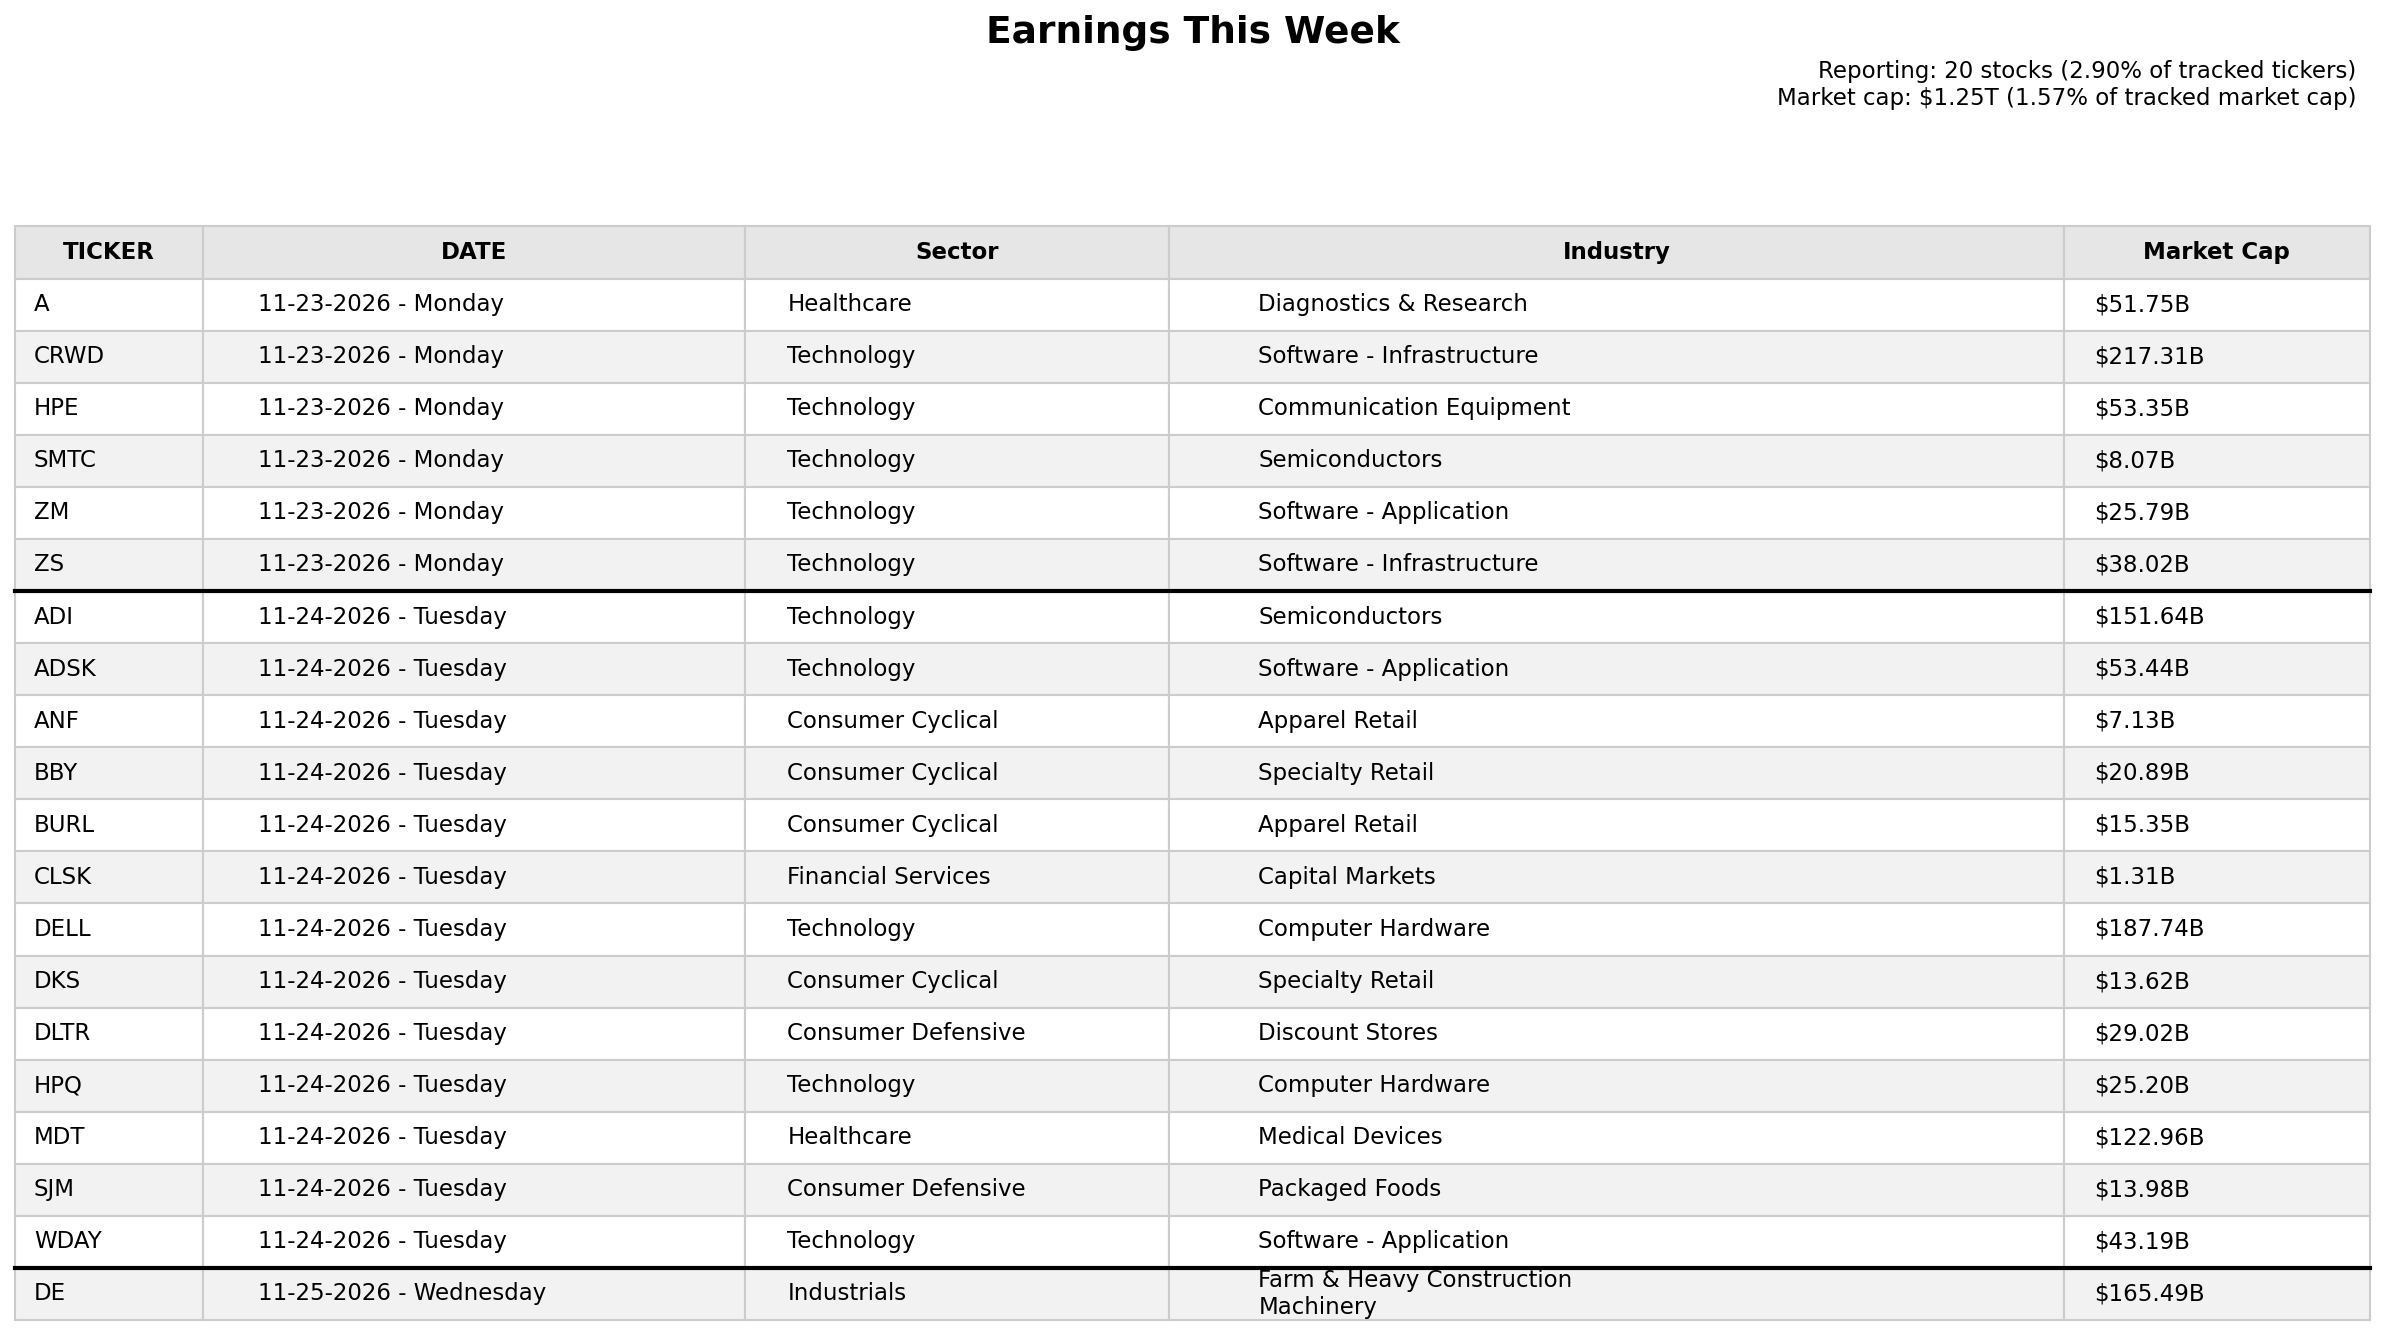 Earnings This Week
Reporting: 20 stocks (2.90% of tracked tickers)
Market cap: $1.25T (1.57% of tracked market cap)
TICKER DATE Sector Industry Market Cap
A 11-23-2026 - Monday Healthcare Diagnostics & Research $51.75B
CRWD 11-23-2026 - Monday Technology Software - Infrastructure $217.31B
HPE 11-23-2026 - Monday Technology Communication Equipment $53.35B
SMTC 11-23-2026 - Monday Technology Semiconductors $8.07B
ZM 11-23-2026 - Monday Technology Software - Application $25.79B
ZS 11-23-2026 - Monday Technology Software - Infrastructure $38.02B
ADI 11-24-2026 - Tuesday Technology Semiconductors $151.64B
ADSK 11-24-2026 - Tuesday Technology Software - Application $53.44B
ANF 11-24-2026 - Tuesday Consumer Cyclical Apparel Retail $7.13B
BBY 11-24-2026 - Tuesday Consumer Cyclical Specialty Retail $20.89B
BURL 11-24-2026 - Tuesday Consumer Cyclical Apparel Retail $15.35B
CLSK 11-24-2026 - Tuesday Financial Services Capital Markets $1.31B
DELL 11-24-2026 - Tuesday Technology Computer Hardware $187.74B
DKS 11-24-2026 - Tuesday Consumer Cyclical Specialty Retail $13.62B
DLTR 11-24-2026 - Tuesday Consumer Defensive Discount Stores $29.02B
HPQ 11-24-2026 - Tuesday Technology Computer Hardware $25.20B
MDT 11-24-2026 - Tuesday Healthcare Medical Devices $122.96B
SJM 11-24-2026 - Tuesday Consumer Defensive Packaged Foods $13.98B
WDAY 11-24-2026 - Tuesday Technology Software - Application $43.19B
DE 11-25-2026 - Wednesday Industrials Farm & Heavy Construction
Machinery $165.49B